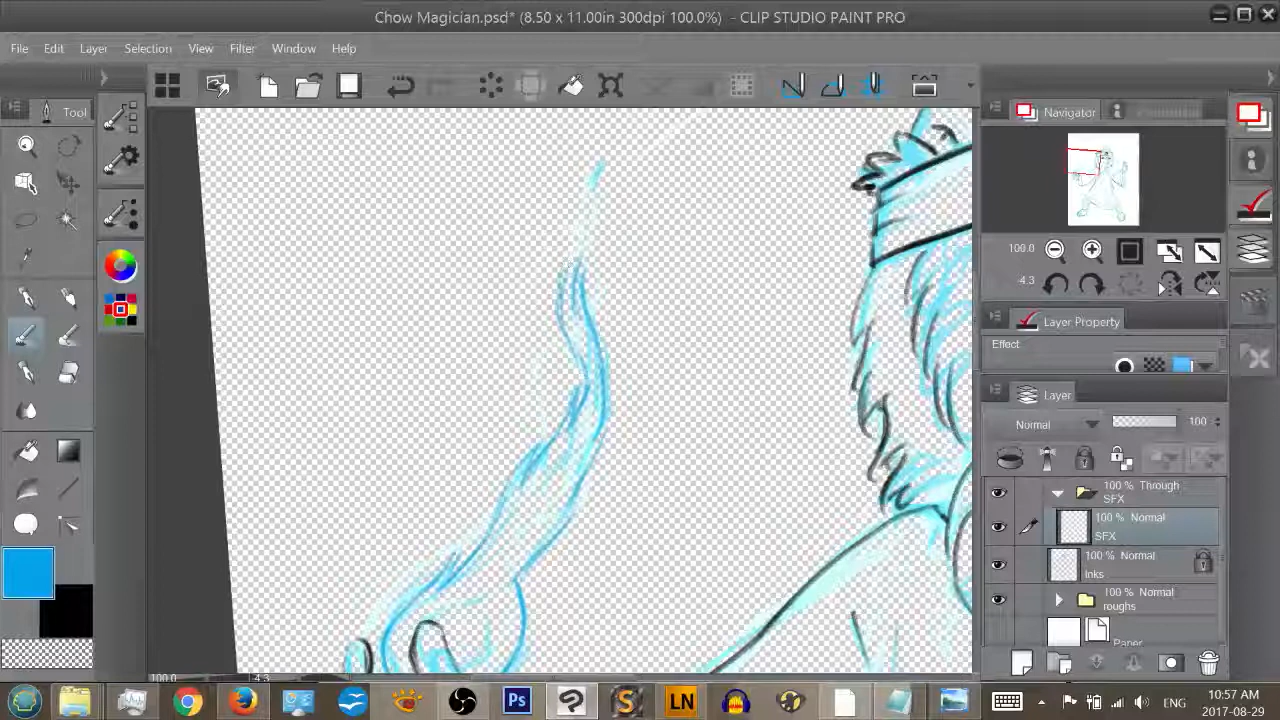 Chow Magician.psd* (8.50 x 11.00in 300dpi 100.0%)  - CLIP STUDIO PAINT PRO
File Edit Layer Selection View Filter Window Help
Tool
Navigator
100.0
-4.3
Layer Property
Effect
Layer
Normal 100
100 % Through
SFX
100 % Normal
SFX
100 % Normal
Inks
100 % Normal
roughs
Paper
100.0 -4.3
Ps S LN
ENG
10:57 AM
2017-08-29